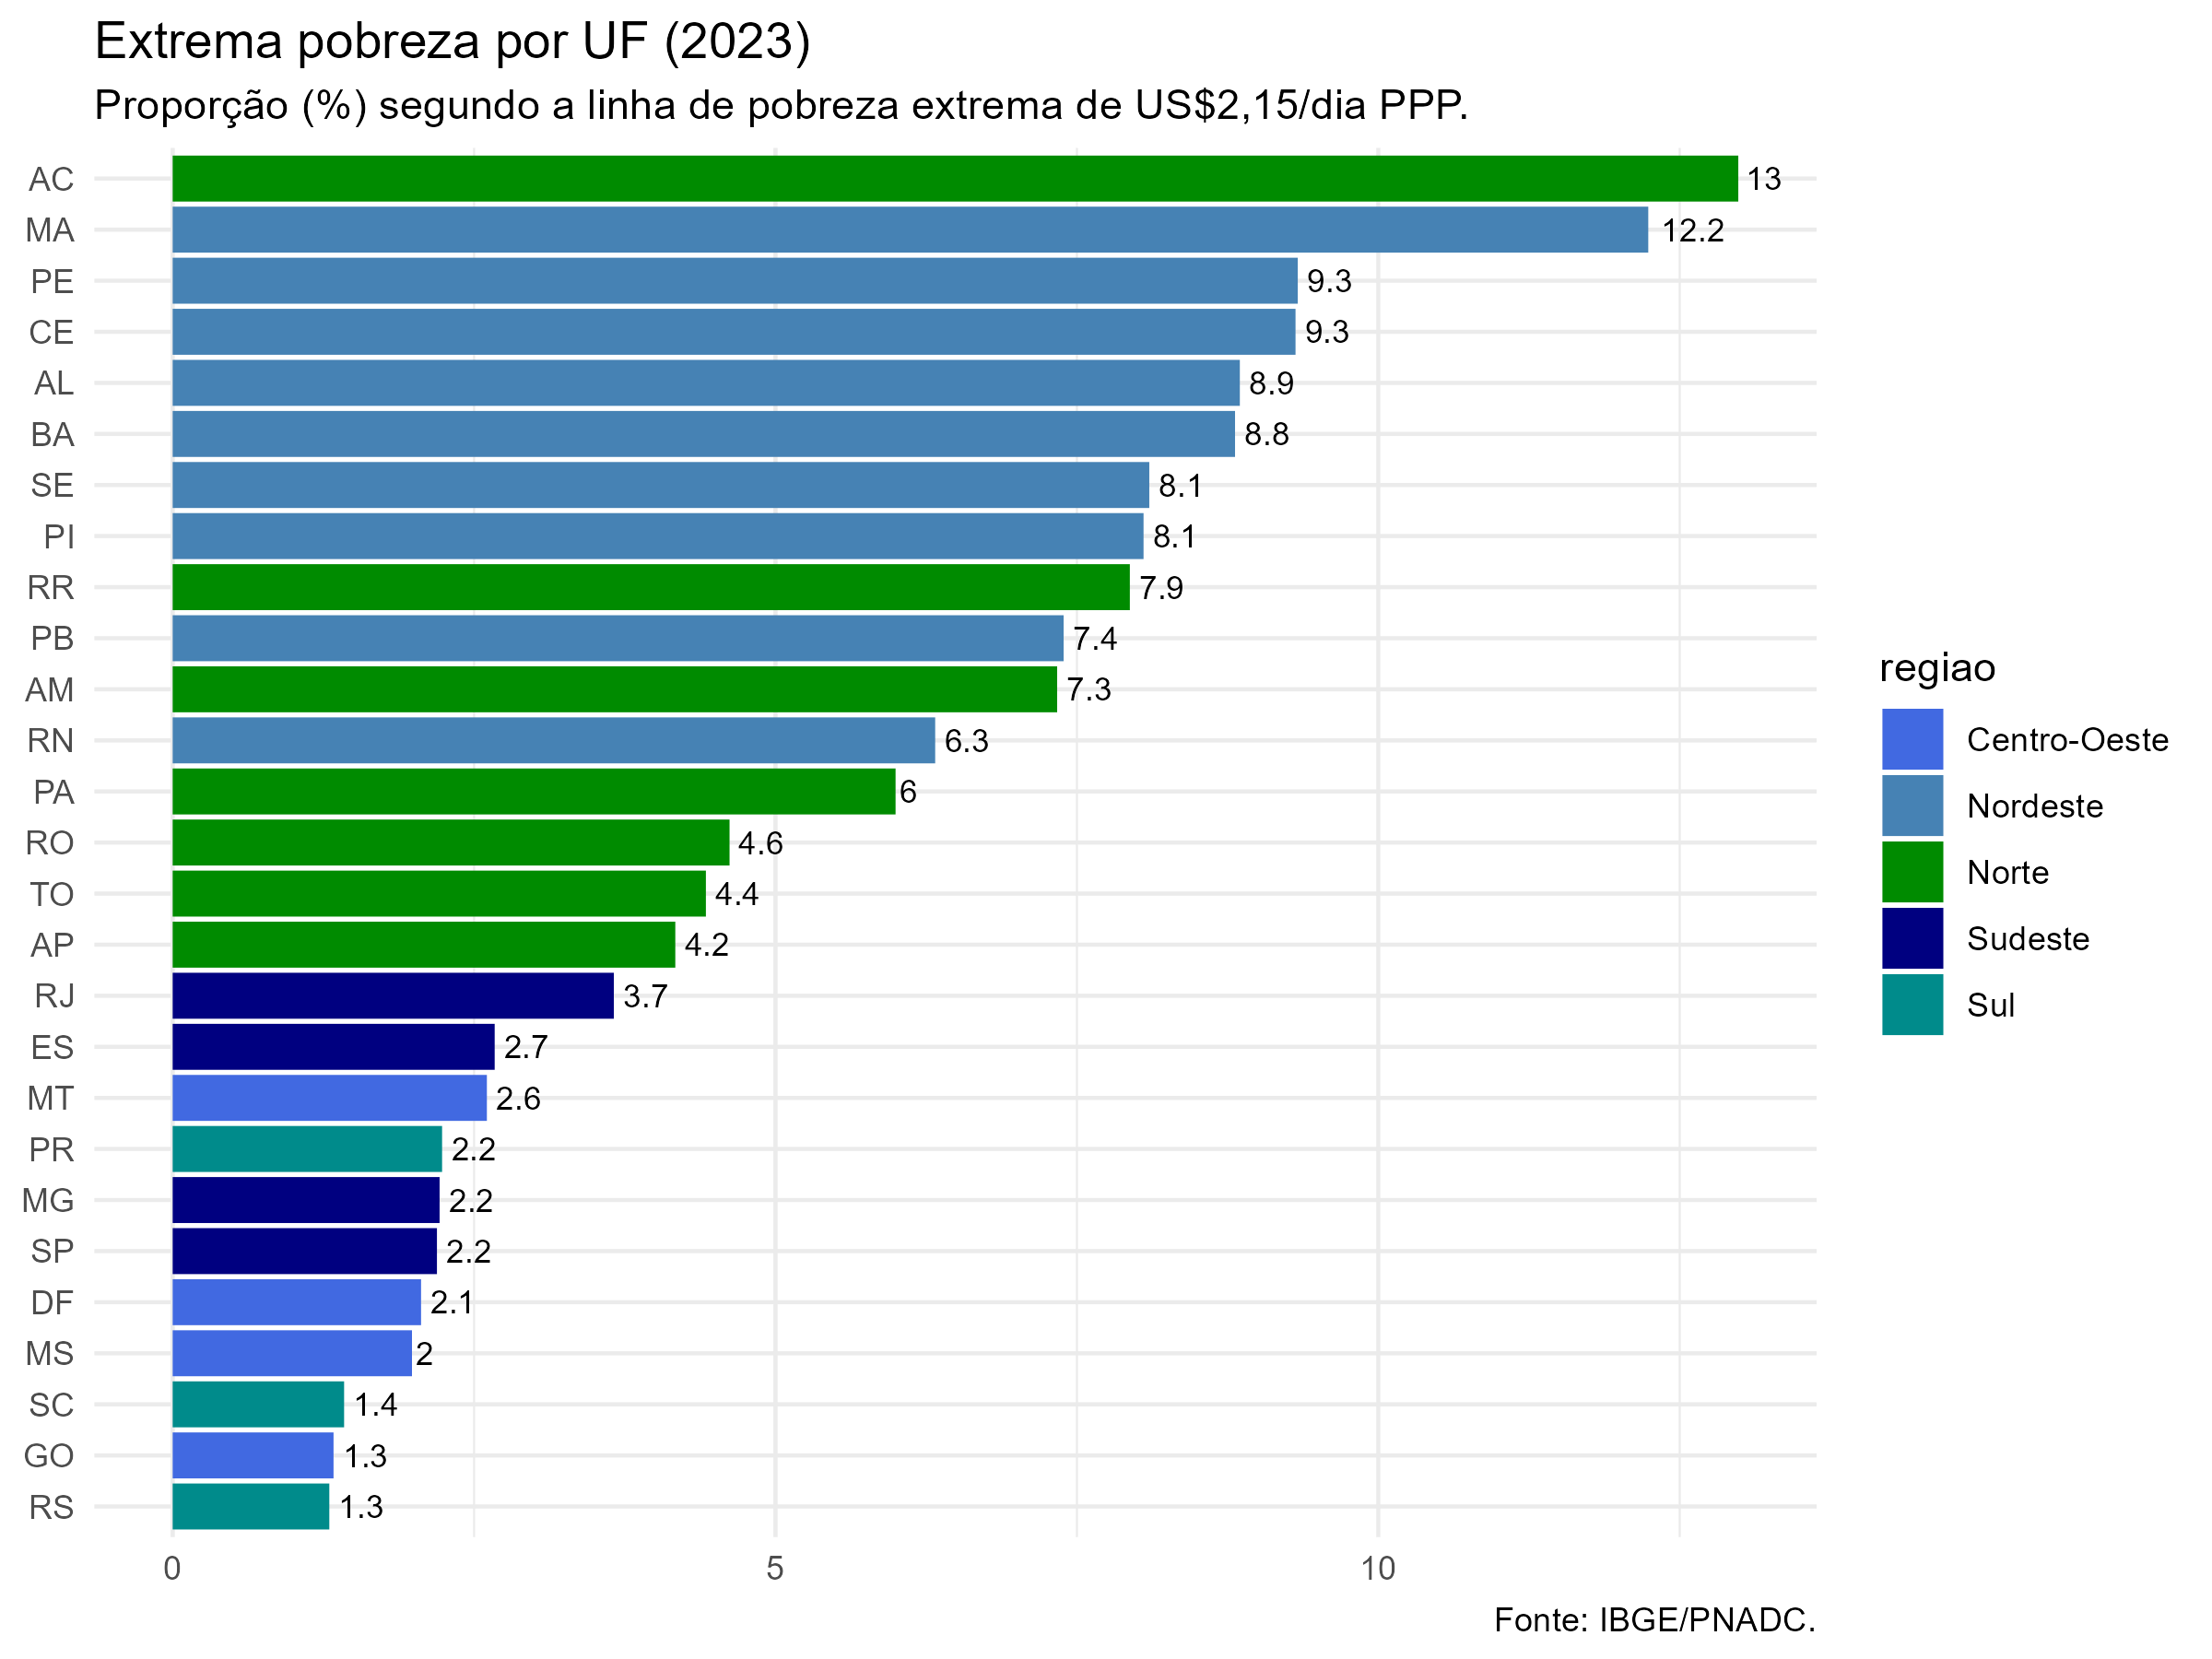 Extrema pobreza por UF (2023)
Proporção (%) segundo a linha de pobreza extrema de US$2,15/dia PPP.
AC 13
MA 12.2
PE 9.3
CE 9.3
AL 8.9
BA 8.8
SE 8.1
PI 8.1
RR 7.9
PB 7.4
AM 7.3
RN 6.3
PA 6
RO 4.6
TO 4.4
AP 4.2
RJ 3.7
ES 2.7
MT 2.6
PR 2.2
MG 2.2
SP 2.2
DF 2.1
MS 2
SC 1.4
GO 1.3
RS 1.3
0 5 10
regiao
Centro-Oeste
Nordeste
Norte
Sudeste
Sul
Fonte: IBGE/PNADC.